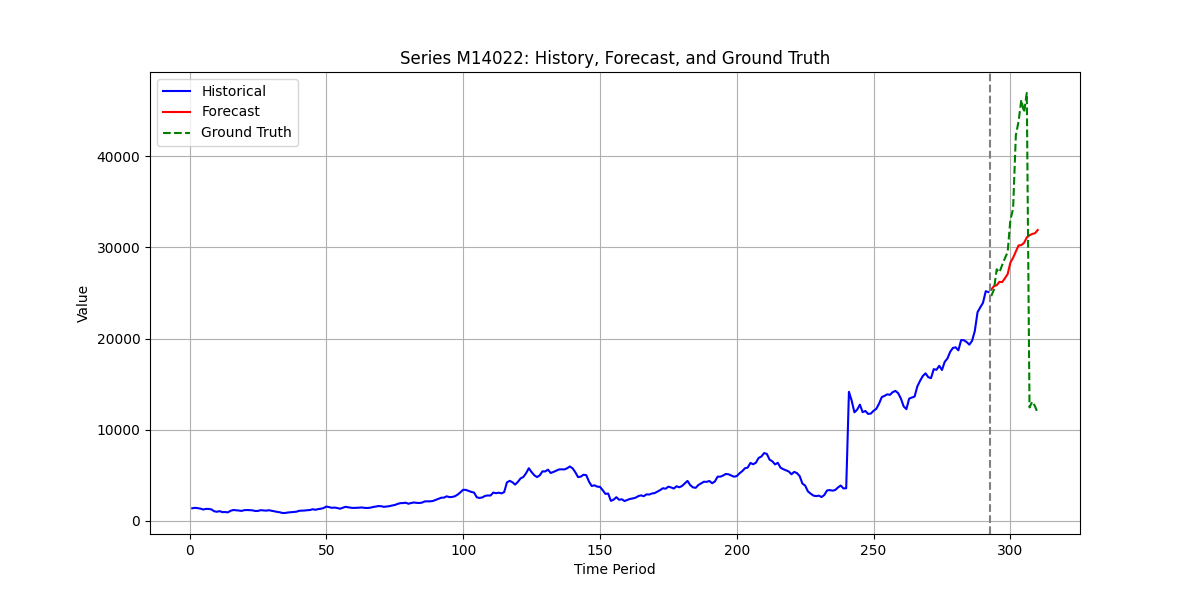 Series M14022: History, Forecast, and Ground Truth
Historical
Forecast
Ground Truth
Value
40000
30000
20000
10000
0
0 50 100 150 200 250 300
Time Period